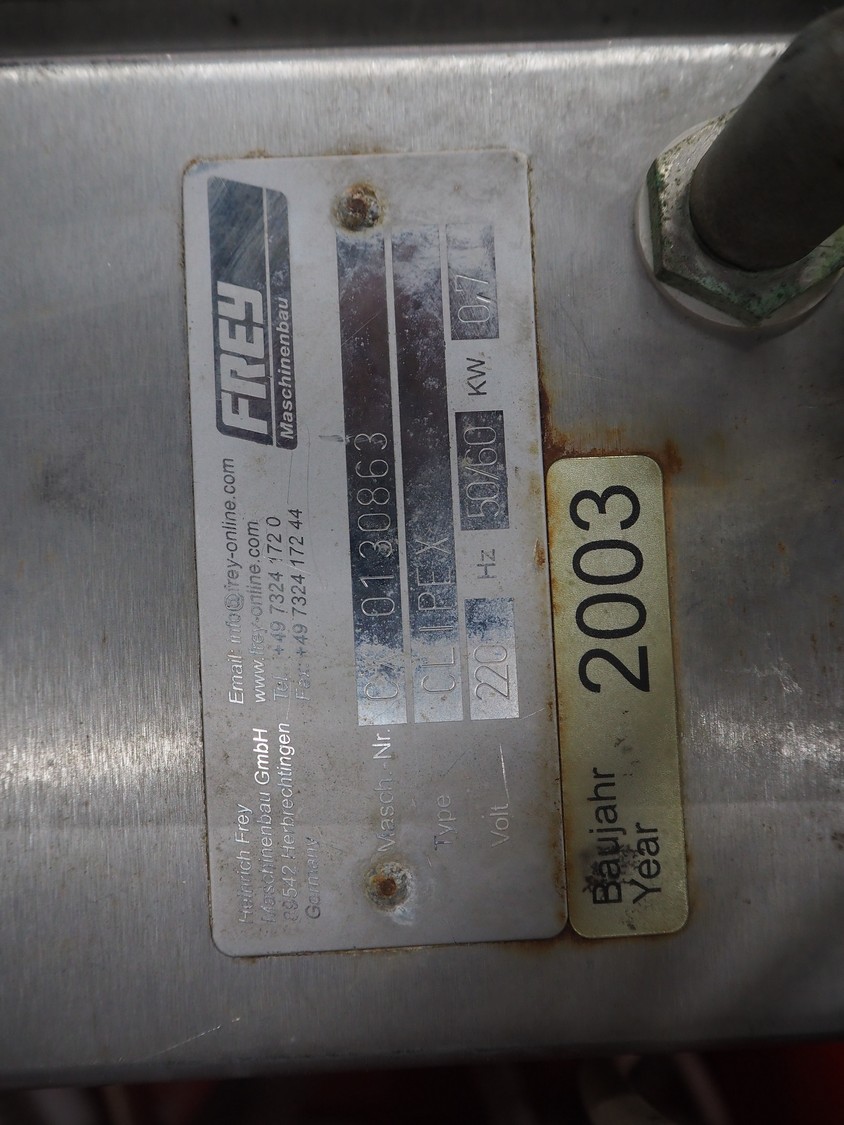 Heinrich Frey
Maschinenbau GmbH
89542 Herbrechtingen
Germany
Email: info@frey-online.com
www.frey-online.com
Tel.: +49 7324 172 0
Fax: +49 7324 172 44
FREY
Maschinenbau
Masch.-Nr. C 0130863
Type CLIPEX
Volt 220 Hz 50/60 KW 0,7
Baujahr 2003
Year